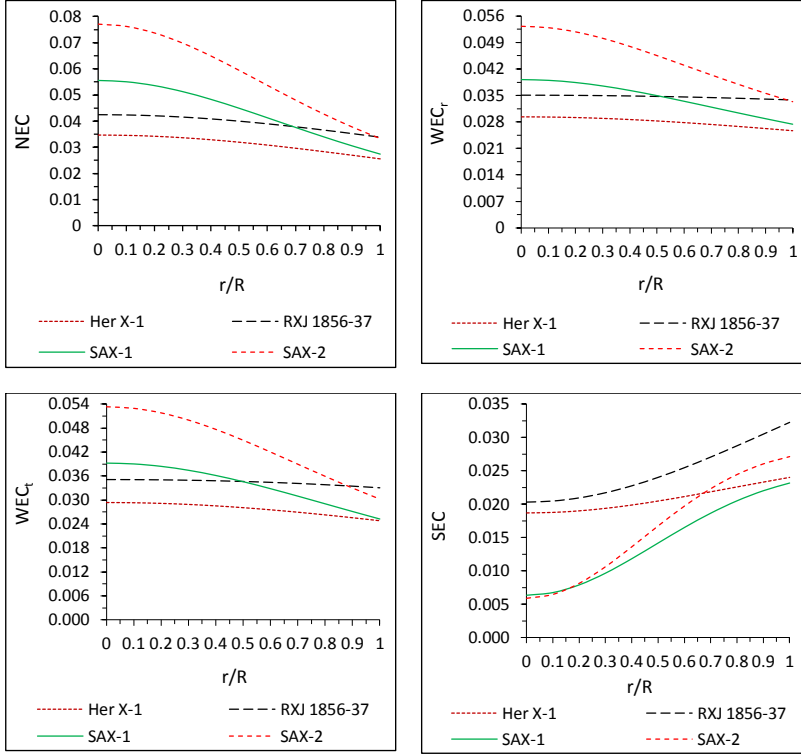 NEC
0.08
0.07
0.06
0.05
0.04
0.03
0.02
0.01
0
0 0.1 0.2 0.3 0.4 0.5 0.6 0.7 0.8 0.9 1
r/R
Her X-1 RXJ 1856-37
SAX-1 SAX-2
WECr
0.056
0.049
0.042
0.035
0.028
0.021
0.014
0.007
0
0 0.1 0.2 0.3 0.4 0.5 0.6 0.7 0.8 0.9 1
r/R
Her X-1 RXJ 1856-37
SAX-1 SAX-2
WECt
0.054
0.048
0.042
0.036
0.030
0.024
0.018
0.012
0.006
0.000
0 0.1 0.2 0.3 0.4 0.5 0.6 0.7 0.8 0.9 1
r/R
Her X-1 RXJ 1856-37
SAX-1 SAX-2
SEC
0.035
0.030
0.025
0.020
0.015
0.010
0.005
0.000
0 0.1 0.2 0.3 0.4 0.5 0.6 0.7 0.8 0.9 1
r/R
Her X-1 RXJ 1856-37
SAX-1 SAX-2